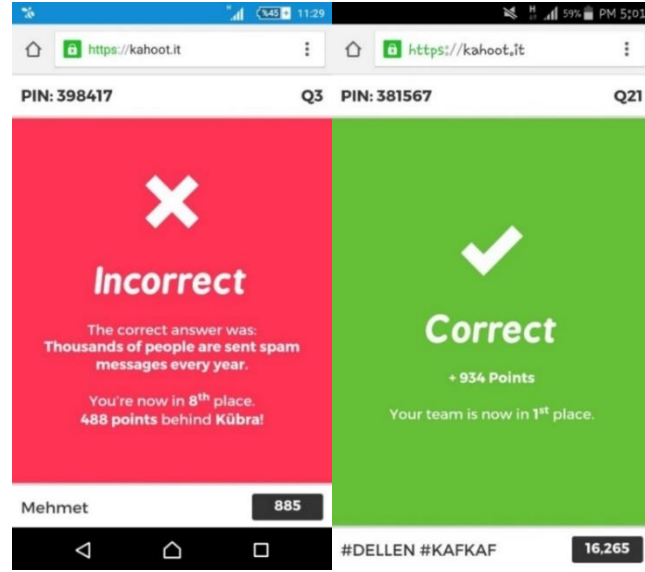 %45 11:29
https://kahoot.it
PIN: 398417 Q3
Incorrect
The correct answer was:
Thousands of people are sent spam
messages every year.
You're now in 8th place.
488 points behind Kübra!
Mehmet 885
59% PM 5:01
https://kahoot.it
PIN: 381567 Q21
Correct
+ 934 Points
Your team is now in 1st place.
#DELLEN #KAFKAF 16,265